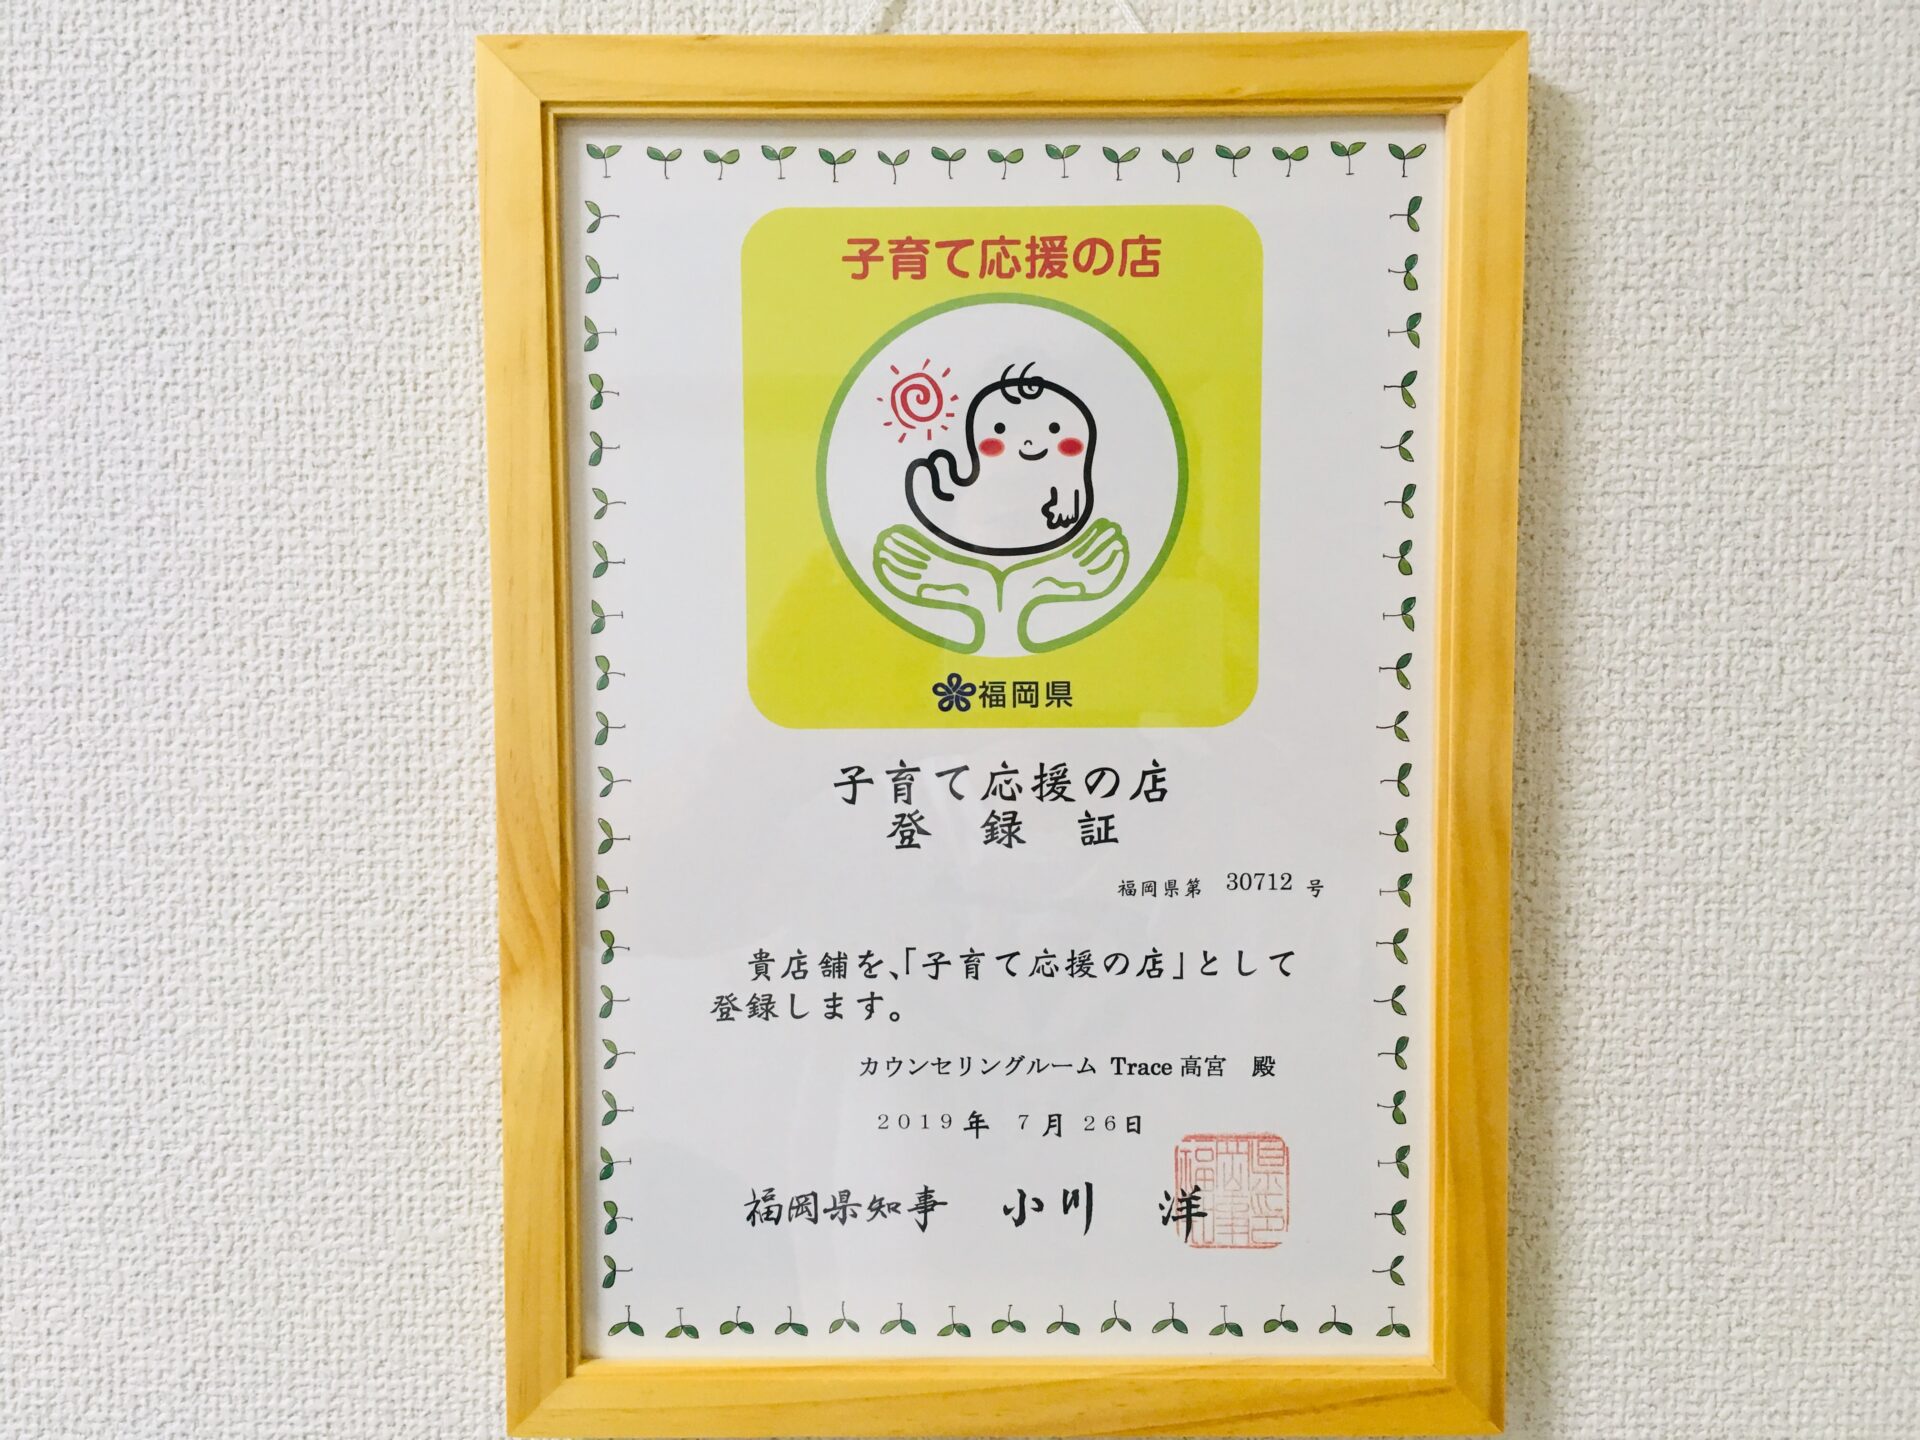 子育て応援の店
福岡県
子育て応援の店
登録証
福岡県第 30712 号
貴店舗を、「子育て応援の店」として
登録します。
カウンセリングルーム Trace 高宮 殿
2019年 7月 26日
福岡県知事 小川 洋